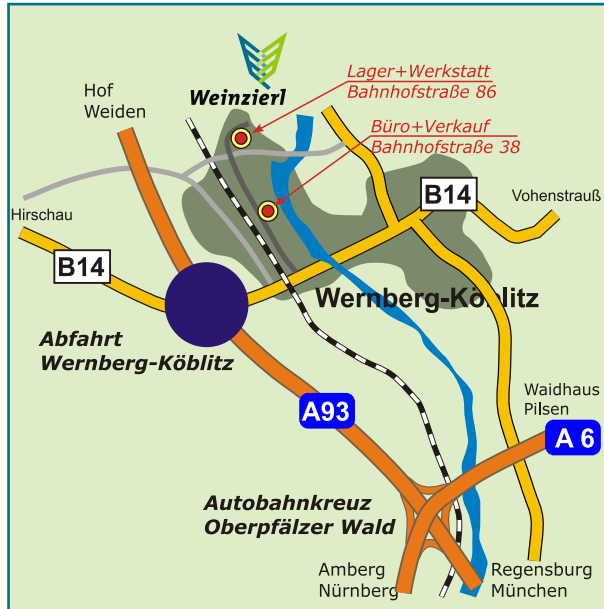 Hof
Weiden
Weinzierl
Lager+Werkstatt
Bahnhofstraße 86
Büro+Verkauf
Bahnhofstraße 38
B14
Vohenstrauß
Hirschau
B14
Wernberg-Köblitz
Abfahrt
Wernberg-Köblitz
A93
Waidhaus
Pilsen
A 6
Autobahnkreuz
Oberpfälzer Wald
Amberg
Nürnberg
Regensburg
München